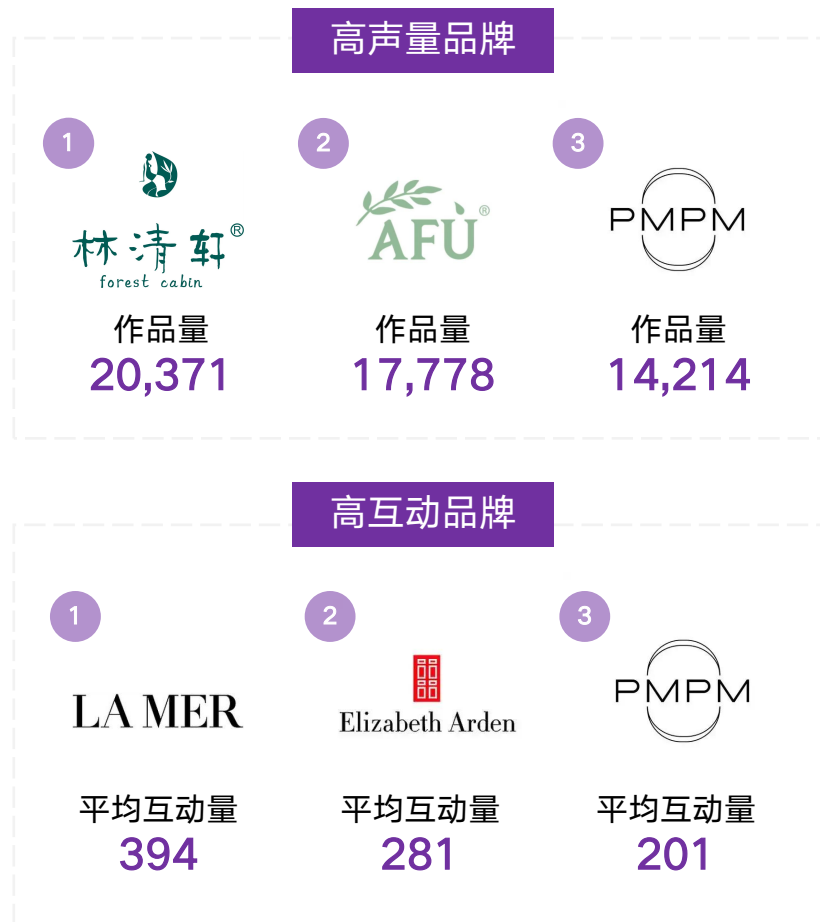 高声量品牌
1
2
3
林清轩®
forest cabin
AFU®
PMPM
作品量
作品量
作品量
20,371
17,778
14,214
高互动品牌
1
2
3
LA MER
Elizabeth Arden
PMPM
平均互动量
平均互动量
平均互动量
394
281
201